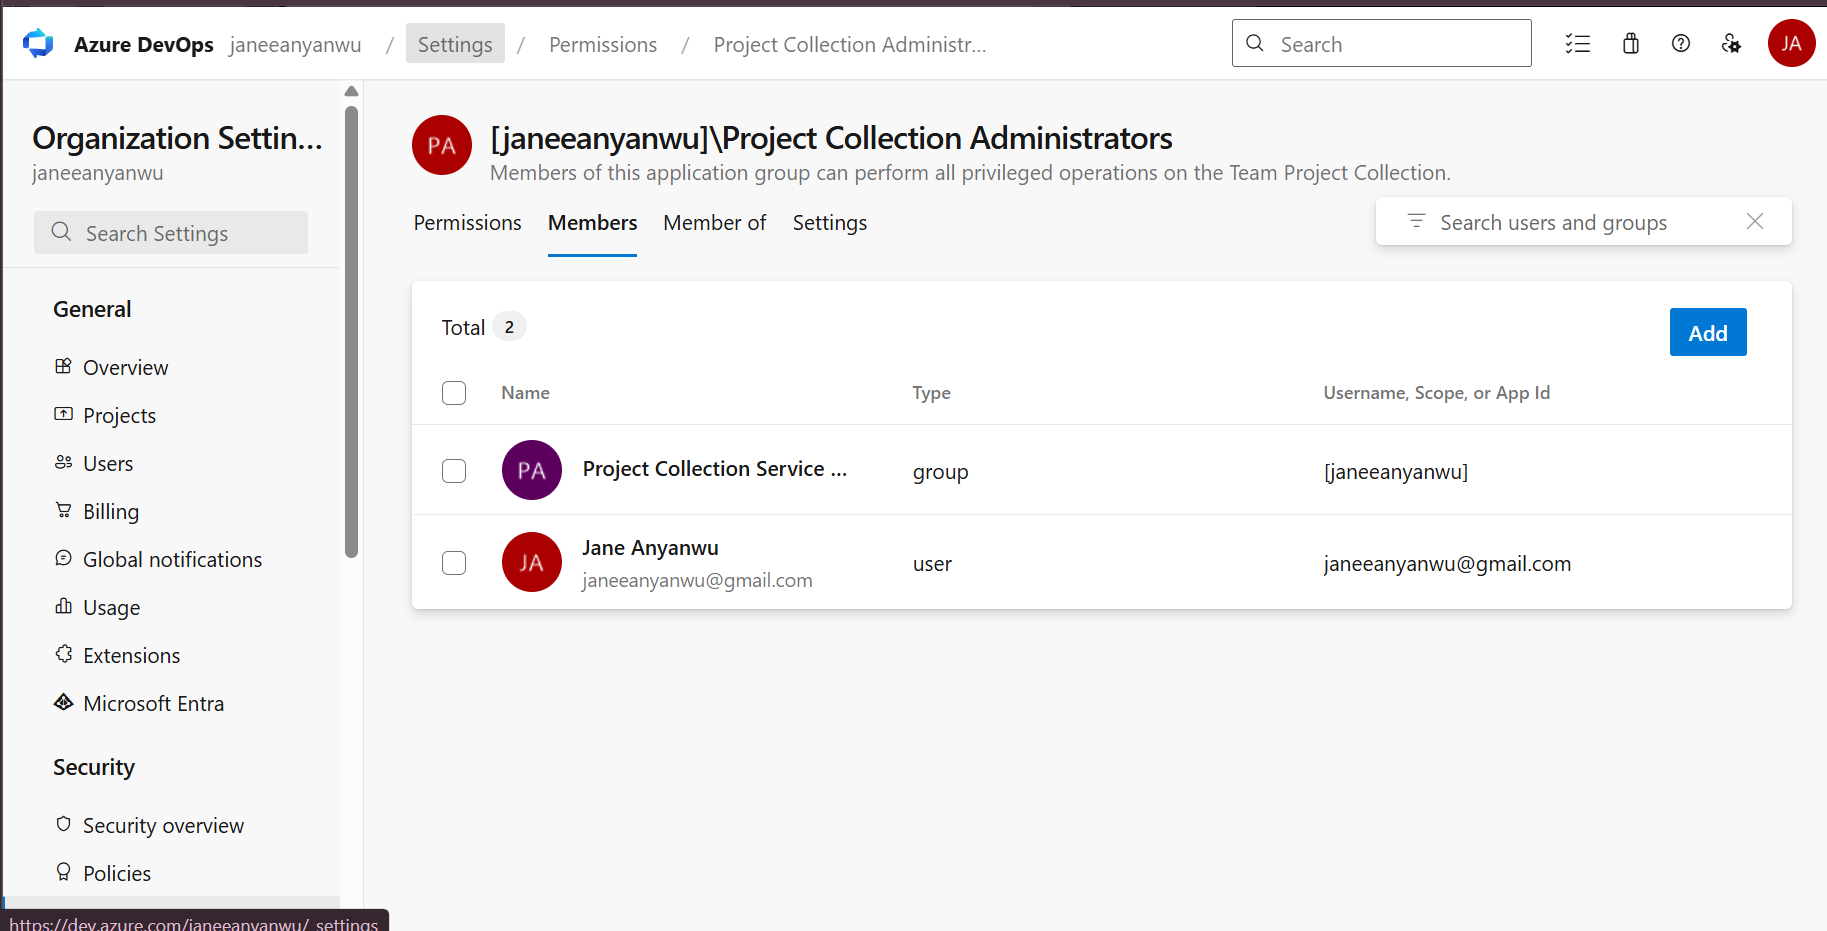 Azure DevOps janeeanyanwu / Settings / Permissions / Project Collection Administr...
Search
JA
Organization Settin...
janeeanyanwu
Search Settings
General
Overview
Projects
Users
Billing
Global notifications
Usage
Extensions
Microsoft Entra
Security
Security overview
Policies
https://dev.azure.com/janeeanyanwu/_settings
PA
[janeeanyanwu]\Project Collection Administrators
Members of this application group can perform all privileged operations on the Team Project Collection.
Permissions Members Member of Settings
Search users and groups
Total 2
Add
Name Type Username, Scope, or App Id
PA Project Collection Service ... group [janeeanyanwu]
JA Jane Anyanwu
janeeanyanwu@gmail.com
user janeeanyanwu@gmail.com